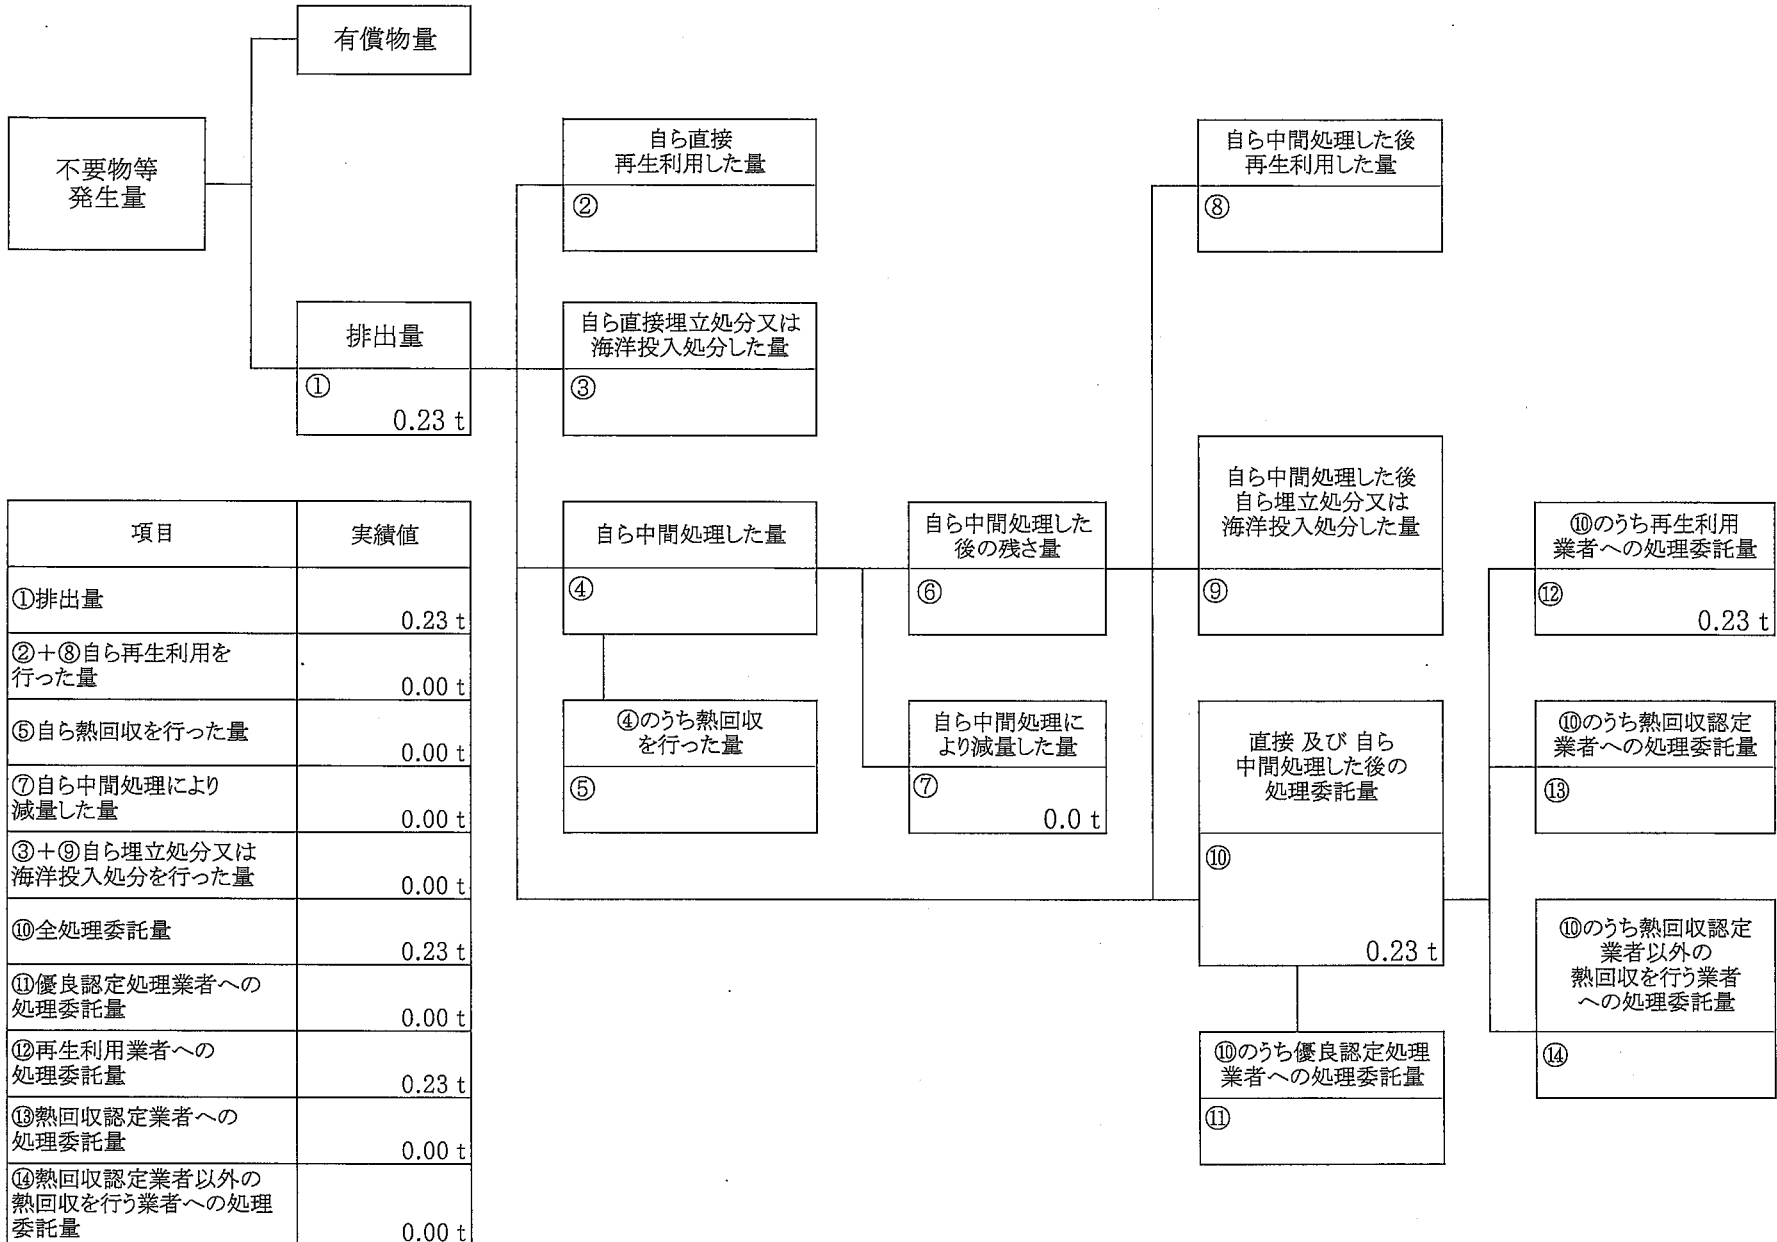 有償物量
不要物等
発生量
排出量
①
0.23 t
自ら直接
再生利用した量
②
自ら直接埋立処分又は
海洋投入処分した量
③
自ら中間処理した量
④
④のうち熱回収
を行った量
⑤
自ら中間処理した
後の残さ量
⑥
自ら中間処理に
より減量した量
⑦
0.0 t
自ら中間処理した後
再生利用した量
⑧
自ら中間処理した後
自ら埋立処分又は
海洋投入処分した量
⑨
直接 及び 自ら
中間処理した後の
処理委託量
⑩
0.23 t
⑩のうち優良認定処理
業者への処理委託量
⑪
⑩のうち再生利用
業者への処理委託量
⑫
0.23 t
⑩のうち熱回収認定
業者への処理委託量
⑬
⑩のうち熱回収認定
業者以外の
熱回収を行う業者
への処理委託量
⑭
項目 実績値
①排出量
0.23 t
②＋⑧自ら再生利用を
行った量
0.00 t
⑤自ら熱回収を行った量
0.00 t
⑦自ら中間処理により
減量した量
0.00 t
③＋⑨自ら埋立処分又は
海洋投入処分を行った量
0.00 t
⑩全処理委託量
0.23 t
⑪優良認定処理業者への
処理委託量
0.00 t
⑫再生利用業者への
処理委託量
0.23 t
⑬熱回収認定業者への
処理委託量
0.00 t
⑭熱回収認定業者以外の
熱回収を行う業者への処理
委託量
0.00 t